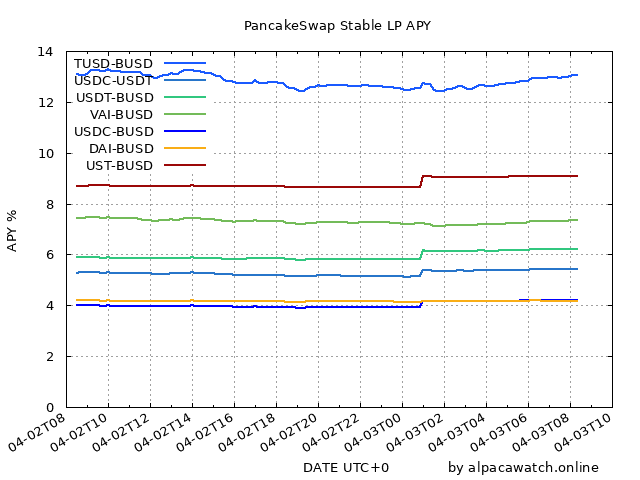 PancakeSwap Stable LP APY
14
12
10
8
6
4
2
0
APY %
TUSD-BUSD
USDC-USDT
USDT-BUSD
VAI-BUSD
USDC-BUSD
DAI-BUSD
UST-BUSD
04-02T08
04-02T10
04-02T12
04-02T14
04-02T16
04-02T18
04-02T20
04-02T22
04-03T00
04-03T02
04-03T04
04-03T06
04-03T08
04-03T10
DATE UTC+0
by alpacawatch.online